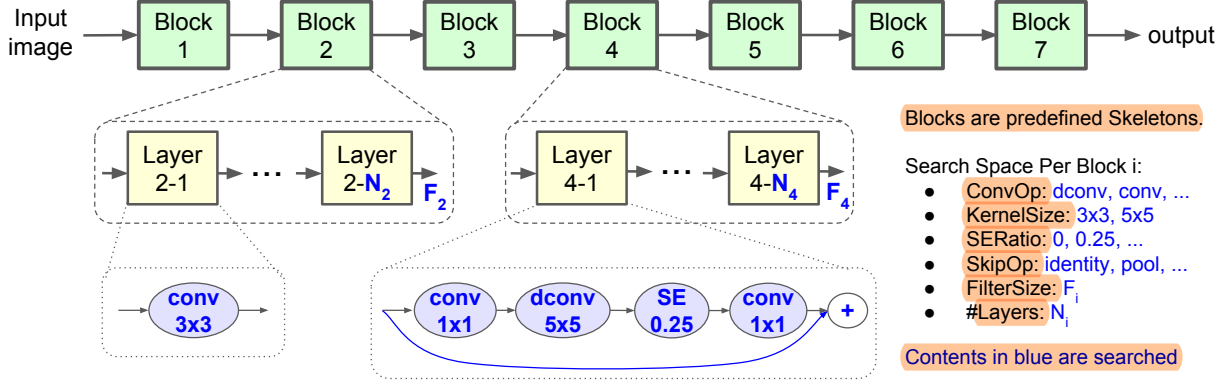 Input image
Block 1
Block 2
Block 3
Block 4
Block 5
Block 6
Block 7
output
Layer 2-1
...
Layer 2-N₂
F₂
Layer 4-1
...
Layer 4-N₄
F₄
conv 3x3
conv 1x1
dconv 5x5
SE 0.25
conv 1x1
+
Blocks are predefined Skeletons.
Search Space Per Block i:
● ConvOp: dconv, conv, ...
● KernelSize: 3x3, 5x5
● SERatio: 0, 0.25, ...
● SkipOp: identity, pool, ...
● FilterSize: Fᵢ
● #Layers: Nᵢ
Contents in blue are searched